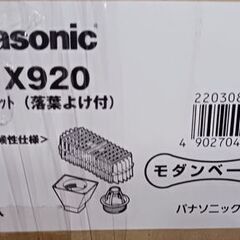 asonic
X920
ット（落葉よけ付）
候性仕様）
220308
4 902704
モダンベー
パナソニック